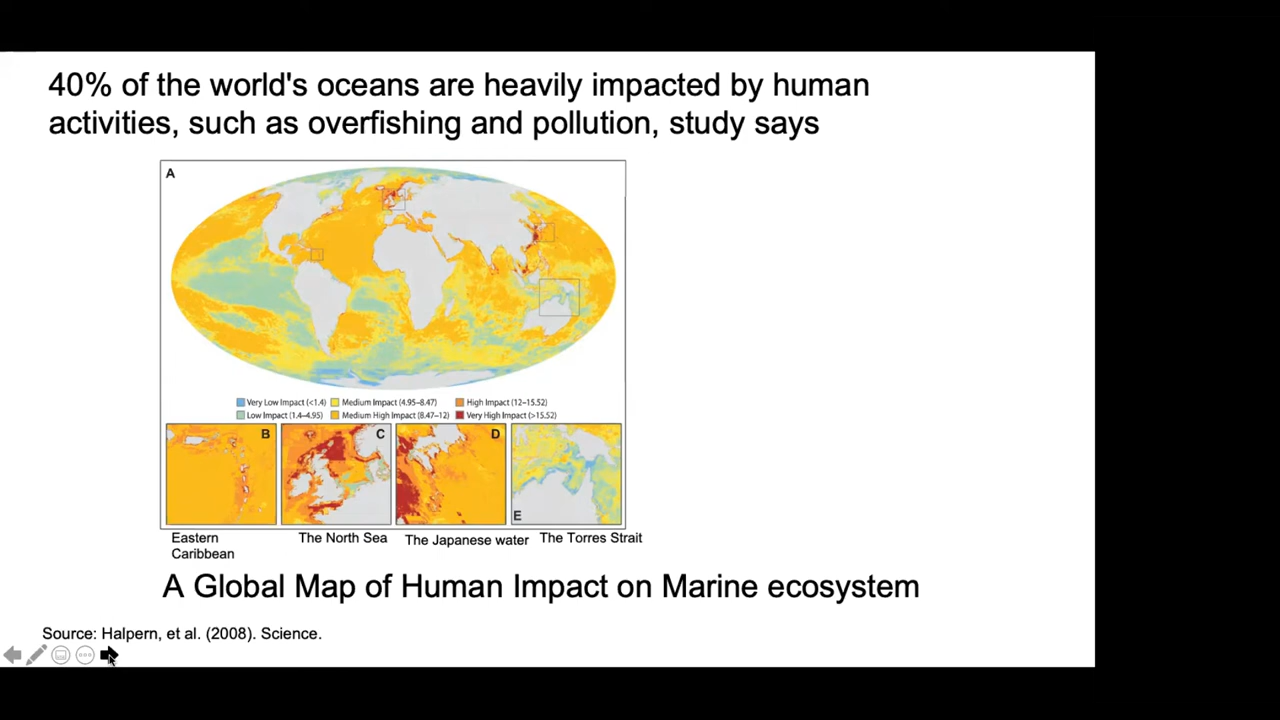 40% of the world's oceans are heavily impacted by human
activities, such as overfishing and pollution, study says
A
Very Low Impact (<1.4) Medium Impact (4.95–8.47) High Impact (12–15.52)
Low Impact (1.4–4.95) Medium High Impact (8.47–12) Very High Impact (>15.52)
B C D E
Eastern
Caribbean
The North Sea
The Japanese water
The Torres Strait
A Global Map of Human Impact on Marine ecosystem
Source: Halpern, et al. (2008). Science.